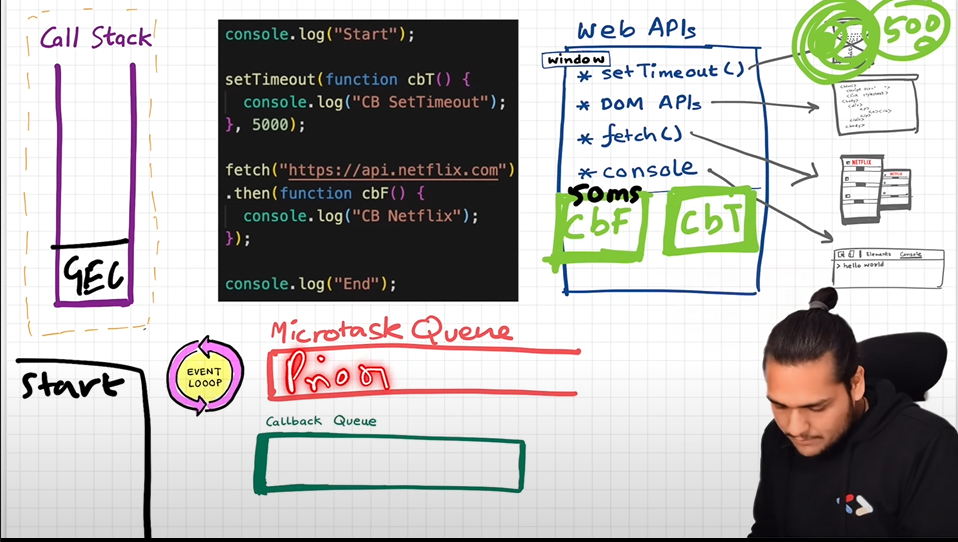 Call Stack
GEC
console.log("Start");
setTimeout(function cbT() {
console.log("CB SetTimeout");
}, 5000);
fetch("https://api.netflix.com")
.then(function cbF() {
console.log("CB Netflix");
});
console.log("End");
Web APIs
window
* setTimeout()
* DOM APIs
* fetch()
* console
50ms
CbF
CbT
500
NETFLIX
NETFLIX
Elements Console
> hello world
Start
EVENT
LOOOP
Microtask Queue
Prior
Callback Queue